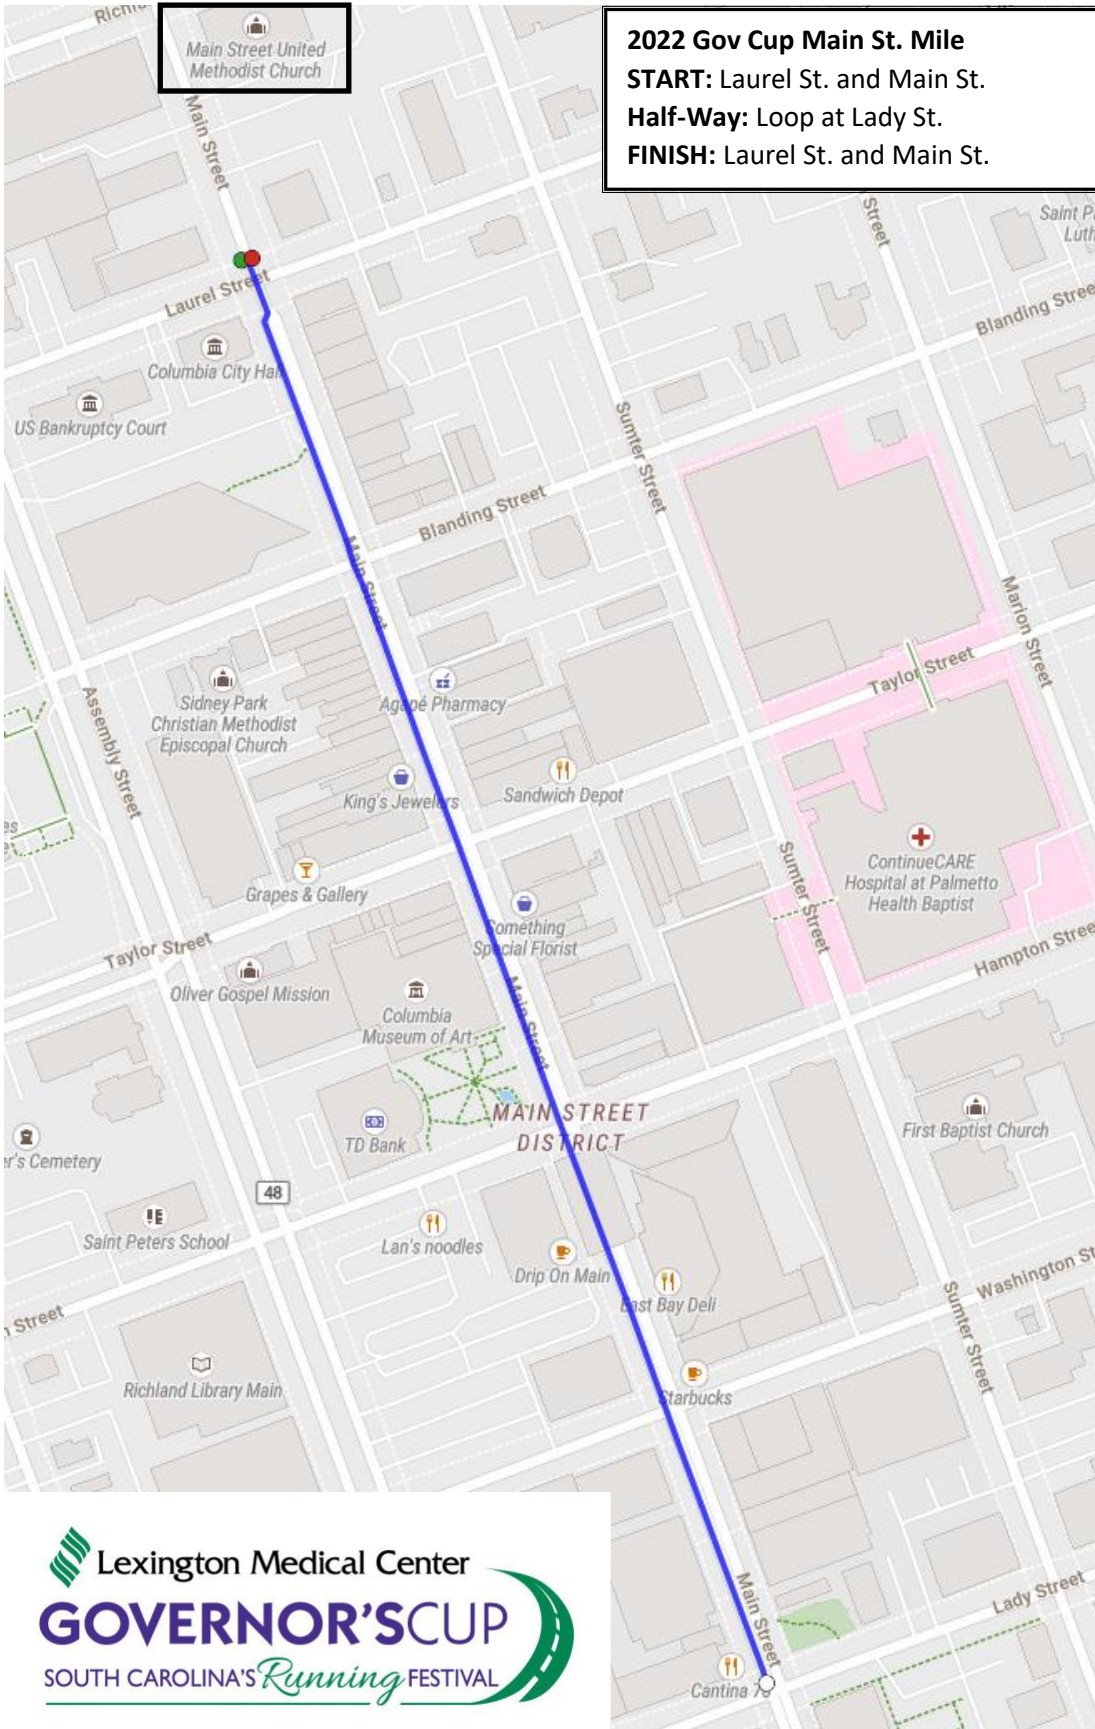 Main Street United
Methodist Church
2022 Gov Cup Main St. Mile
START: Laurel St. and Main St.
Half-Way: Loop at Lady St.
FINISH: Laurel St. and Main St.
Main Street
Street
Laurel Street
Columbia City Hall
US Bankruptcy Court
Blanding Street
Sumter Street
Blanding Street
Main Street
Marion Street
Taylor Street
Sidney Park
Christian Methodist
Episcopal Church
Agapé Pharmacy
Assembly Street
King's Jewelers
Sandwich Depot
ContinueCARE
Hospital at Palmetto
Health Baptist
Grapes & Gallery
Sumter Street
Something
Special Florist
Taylor Street
Hampton Stree
Oliver Gospel Mission
Columbia
Museum of Art
Main Street
MAIN STREET
DISTRICT
TD Bank
First Baptist Church
er's Cemetery
48
Saint Peters School
Lan's noodles
Drip On Main
East Bay Deli
Washington St
n Street
Sumter Street
Richland Library Main
Starbucks
Lexington Medical Center
GOVERNOR'SCUP
SOUTH CAROLINA'S Running FESTIVAL
Main Street
Lady Street
Cantina 76